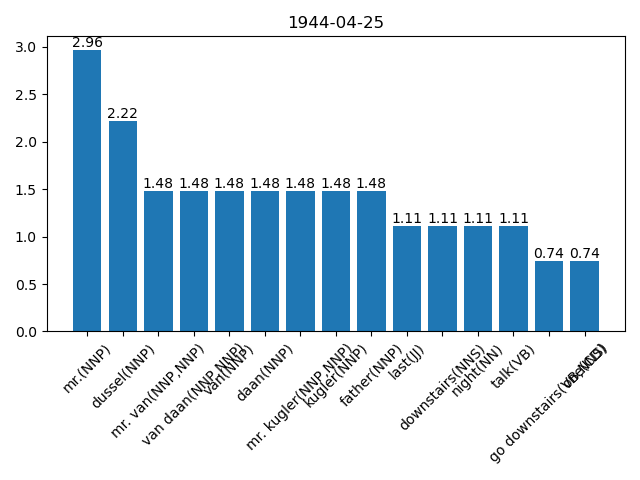 1944-04-25
3.0
2.5
2.0
1.5
1.0
0.5
0.0
2.96
2.22
1.48
1.48
1.48
1.48
1.48
1.48
1.48
1.11
1.11
1.11
1.11
0.74
0.74
mr.(NNP)
dussel(NNP)
mr. van(NNP,NNP)
van daan(NNP,NNP)
van(NNP)
daan(NNP)
mr. kugler(NNP,NNP)
kugler(NNP)
father(NNP)
last(JJ)
downstairs(NNS)
night(NN)
talk(VB)
go downstairs(VB,NNS)